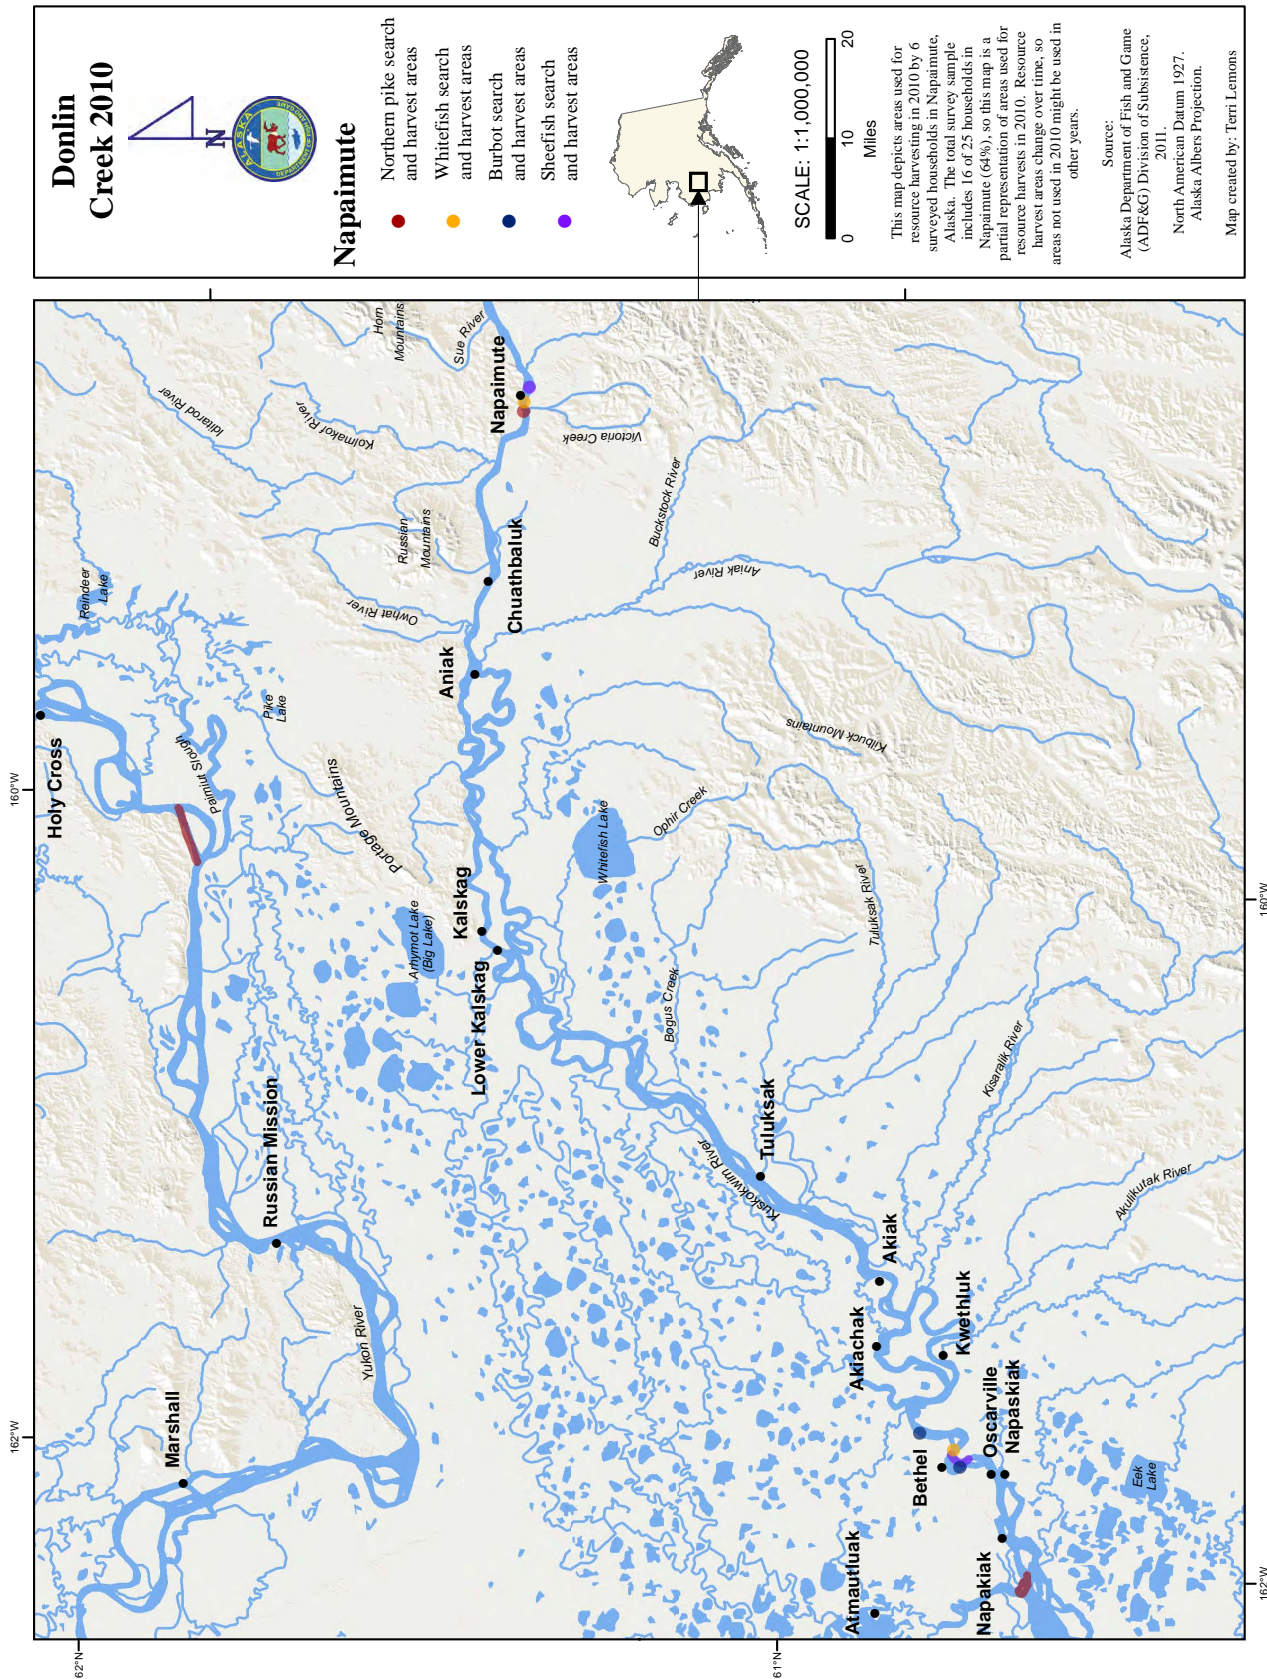 Donlin
Creek 2010
N
ALASKA
Napaimute
Northern pike search
and harvest areas
Whitefish search
and harvest areas
Burbot search
and harvest areas
Sheefish search
and harvest areas
SCALE: 1:1,000,000
0
10
20
Miles
This map depicts areas used for
resource harvesting in 2010 by 6
surveyed households in Napaimute,
Alaska. The total survey sample
includes 16 of 25 households in
Napaimute (64%), so this map is a
partial representation of areas used for
resource harvests in 2010. Resource
harvest areas change over time, so
areas not used in 2010 might be used in
other years.
Source:
Alaska Department of Fish and Game
(ADF&G) Division of Subsistence,
2011.
North American Datum 1927.
Alaska Albers Projection.
Map created by: Terri Lemons
162°W
160°W
62°N
61°N
162°W
160°W
Holy Cross
Reindeer
Lake
Iditarod River
Horn
Mountains
Sue River
Kolmakof River
Napaimute
Victoria Creek
Russian
Mountains
Owhat River
Chuathbaluk
Buckstock River
Aniak River
Aniak
Pike
Lake
Paimiut Slough
Portage Mountains
Kilbuck Mountains
Whitefish Lake
Ophir Creek
Kalskag
Arhymot Lake
(Big Lake)
Lower Kalskag
Tuluksak River
Bogus Creek
Kisaralik River
Russian Mission
Tuluksak
Kuskokwim River
Akulikutak River
Akiak
Yukon River
Kwethluk
Akiachak
Marshall
Oscarville
Napaskiak
Bethel
Eek
Lake
Atmautluak
Napakiak